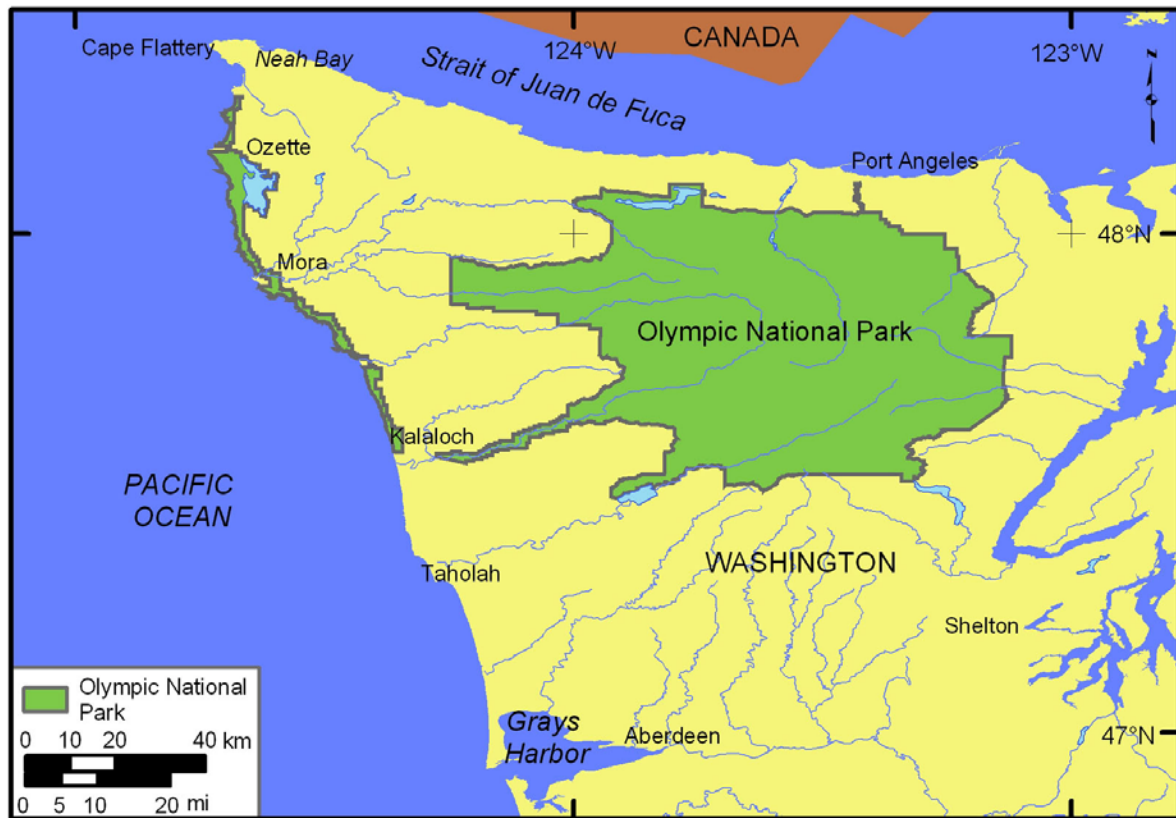 CANADA
Cape Flattery
Neah Bay
124°W
123°W
N
Strait of Juan de Fuca
Ozette
Port Angeles
48°N
Mora
Olympic National Park
Kalaloch
PACIFIC
OCEAN
WASHINGTON
Taholah
Shelton
Olympic National
Park
Grays
Harbor
Aberdeen
47°N
0 10 20 40 km
0 5 10 20 mi